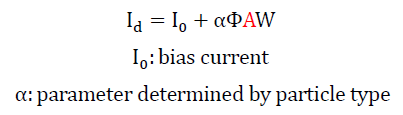 I_d = I_0 + αΦAW
I_0: bias current
α: parameter determined by particle type